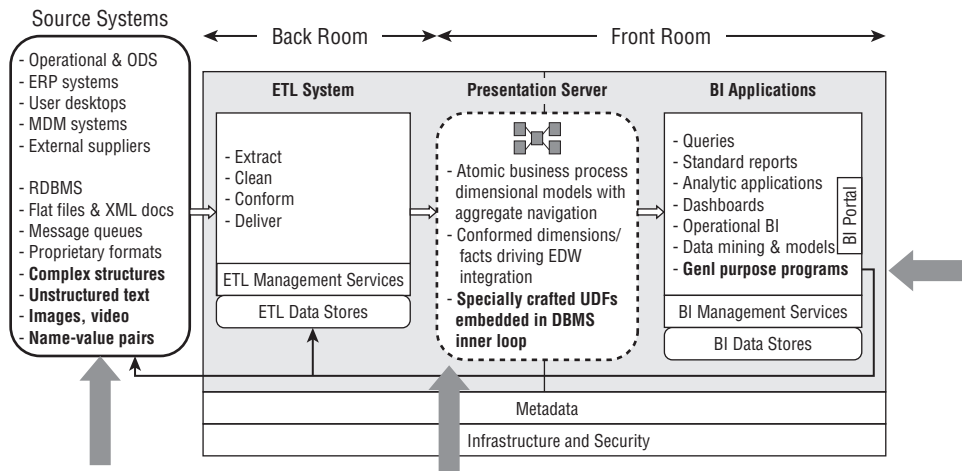 Source Systems
Back Room
Front Room
- Operational & ODS
- ERP systems
- User desktops
- MDM systems
- External suppliers
- RDBMS
- Flat files & XML docs
- Message queues
- Proprietary formats
- Complex structures
- Unstructured text
- Images, video
- Name-value pairs
ETL System
- Extract
- Clean
- Conform
- Deliver
ETL Management Services
ETL Data Stores
Presentation Server
- Atomic business process
dimensional models with
aggregate navigation
- Conformed dimensions/
facts driving EDW
integration
- Specially crafted UDFs
embedded in DBMS
inner loop
BI Applications
- Queries
- Standard reports
- Analytic applications
- Dashboards
- Operational BI
- Data mining & models
- Genl purpose programs
BI Portal
BI Management Services
BI Data Stores
Metadata
Infrastructure and Security